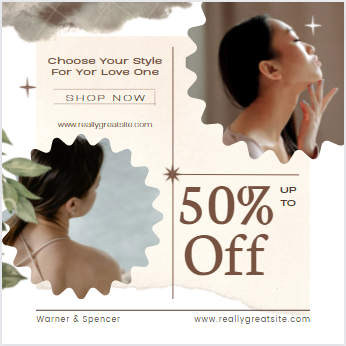 Choose Your Style
For Yor Love One
SHOP NOW
www.reallygreatsite.com
50% UP TO
Off
Warner & Spencer
www.reallygreatsite.com